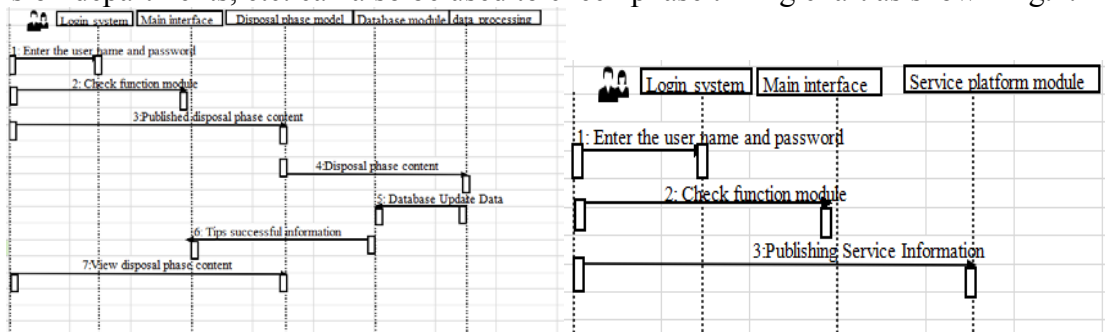 Login system Main interface Disposal phase model Database module data processing
1: Enter the user name and password
2: Check function module
3:Published disposal phase content
4:Disposal phase content
5: Database Update Data
6: Tips successful information
7:View disposal phase content
Login system Main interface Service platform module
1: Enter the user name and password
2: Check function module
3:Publishing Service Information